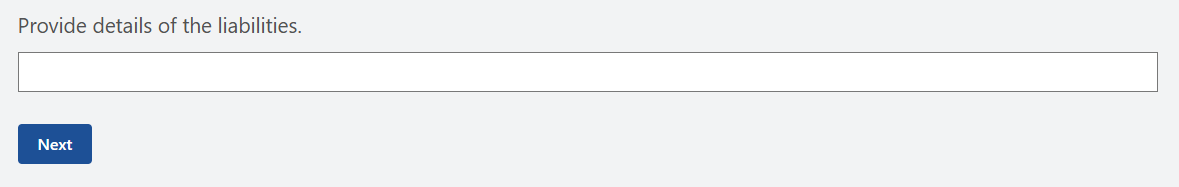 Provide details of the liabilities.
Next